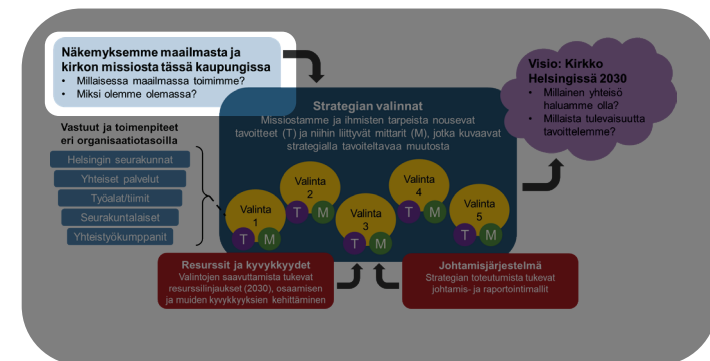 Näkemyksemme maailmasta ja
kirkon missiosta tässä kaupungissa
• Millaisessa maailmassa toimimme?
• Miksi olemme olemassa?
Visio: Kirkko
Helsingissä 2030
• Millainen yhteisö
haluamme olla?
• Millaista tulevaisuutta
tavoittelemme?
Strategian valinnat
Missiostamme ja ihmisten tarpeista nousevat
tavoitteet (T) ja niihin liittyvät mittarit (M), jotka kuvaavat
strategialla tavoiteltavaa muutosta
Vastuut ja toimenpiteet
eri organisaatiotasoilla
Helsingin seurakunnat
Yhteiset palvelut
Työalat/tiimit
Seurakuntalaiset
Yhteistyökumppanit
Valinta
1
T M
Valinta
2
T M
Valinta
3
T M
Valinta
4
T M
Valinta
5
T M
Resurssit ja kyvykkyydet
Valintojen saavuttamista tukevat
resurssilinjaukset (2030), osaamisen
ja muiden kyvykkyyksien kehittäminen
Johtamisjärjestelmä
Strategian toteutumista tukevat
johtamis- ja raportointimallit